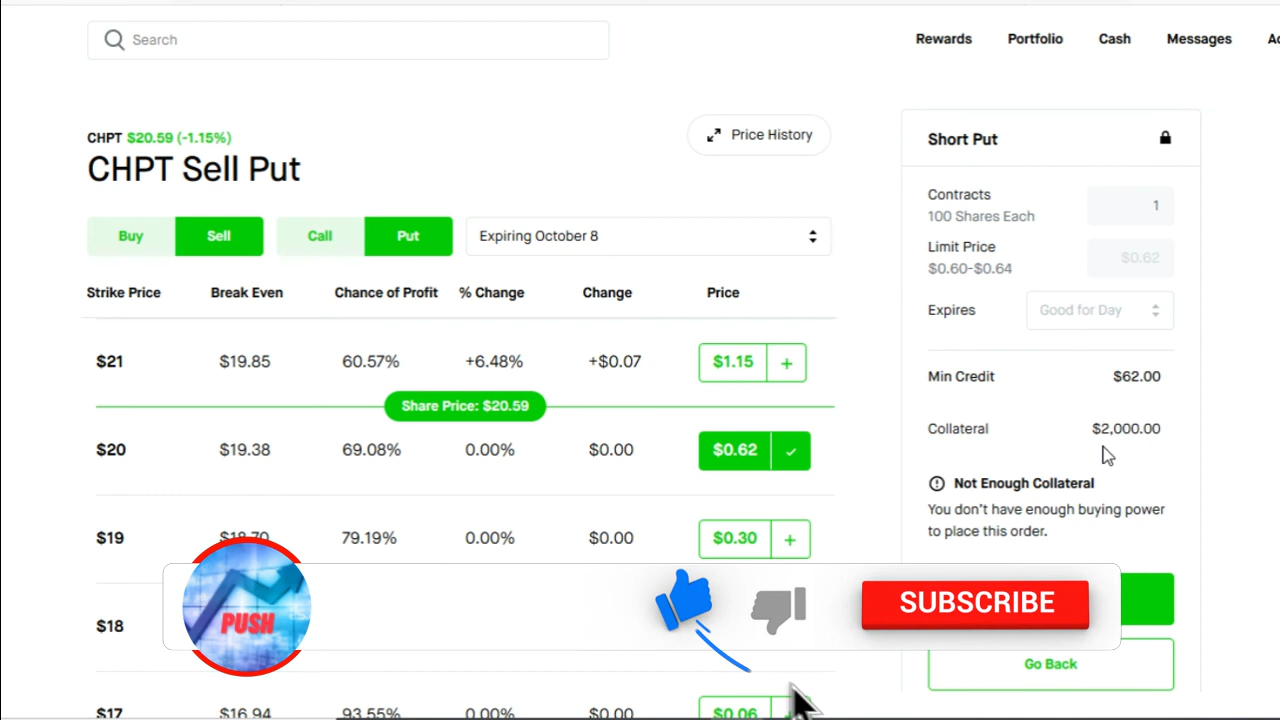 Search
Rewards Portfolio Cash Messages
CHPT $20.59 (-1.15%)
CHPT Sell Put
Price History
Buy Sell Call Put Expiring October 8
Strike Price Break Even Chance of Profit % Change Change Price
$21 $19.85 60.57% +6.48% +$0.07 $1.15 +
Share Price: $20.59
$20 $19.38 69.08% 0.00% $0.00 $0.62
$19 $18.70 79.19% 0.00% $0.00 $0.30 +
$18
$17 $16.94 93.55% 0.00% $0.00 $0.06
Short Put
Contracts 1
100 Shares Each
Limit Price $0.62
$0.60-$0.64
Expires Good for Day
Min Credit $62.00
Collateral $2,000.00
Not Enough Collateral
You don't have enough buying power
to place this order.
Go Back
PUSH
SUBSCRIBE